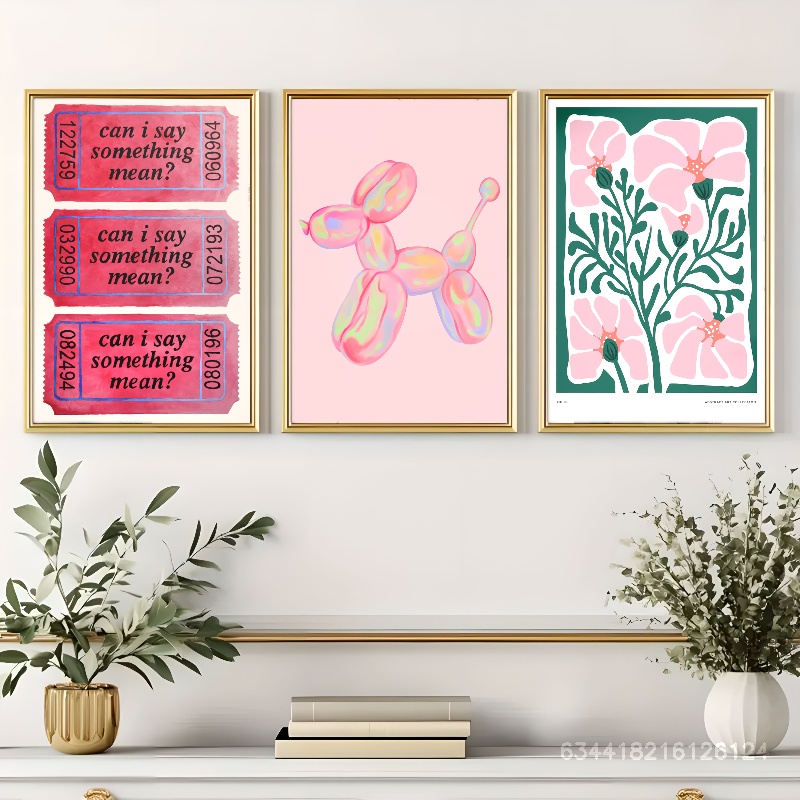 122759
can i say
something
mean?
060964
032990
can i say
something
mean?
072193
082494
can i say
something
mean?
080196
634418216126124